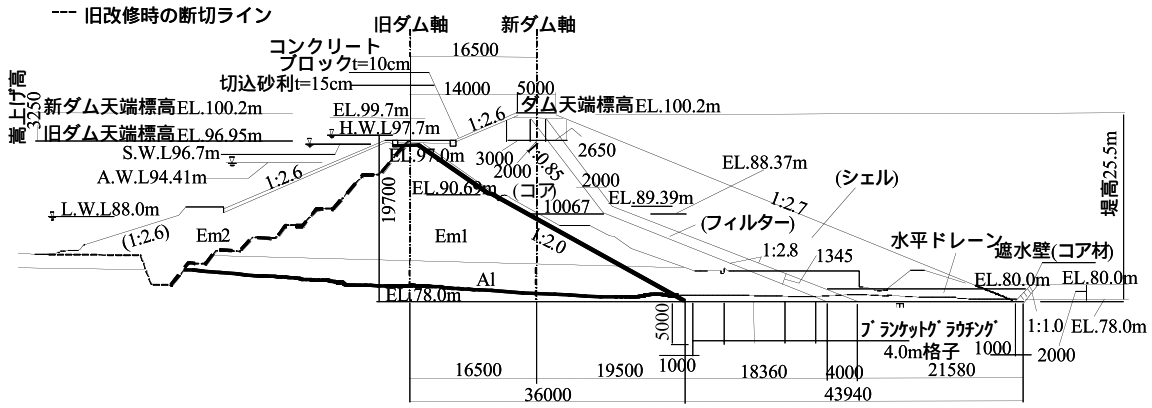 --- 旧改修時の断切ライン
旧ダム軸
新ダム軸
コンクリート
ブロックt=10cm
切込砂利t=15cm
16500
14000
5000
嵩上げ高
3250
新ダム天端標高EL.100.2m
旧ダム天端標高EL.96.95m
EL.99.7m
H.W.L97.7m
S.W.L96.7m
A.W.L94.41m
L.W.L88.0m
1:2.6
ダム天端標高EL.100.2m
EL.97.0m
3000
2000
1:0.85
2650
2000
EL.88.37m
EL.89.39m
EL.90.69m
(コア)
10067
(シェル)
1:2.7
堤高25.5m
1:2.6
(1:2.6)
19700
Em2
Em1
1:2.0
(フィルター)
1:2.8
1345
水平ドレーン
遮水壁(コア材)
EL.80.0m
EL.80.0m
Al
EL.78.0m
5000
1000
ブランケットグラウチング
4.0m格子
1000
1:1.0
2000
EL.78.0m
16500
19500
18360
4000
21580
36000
43940